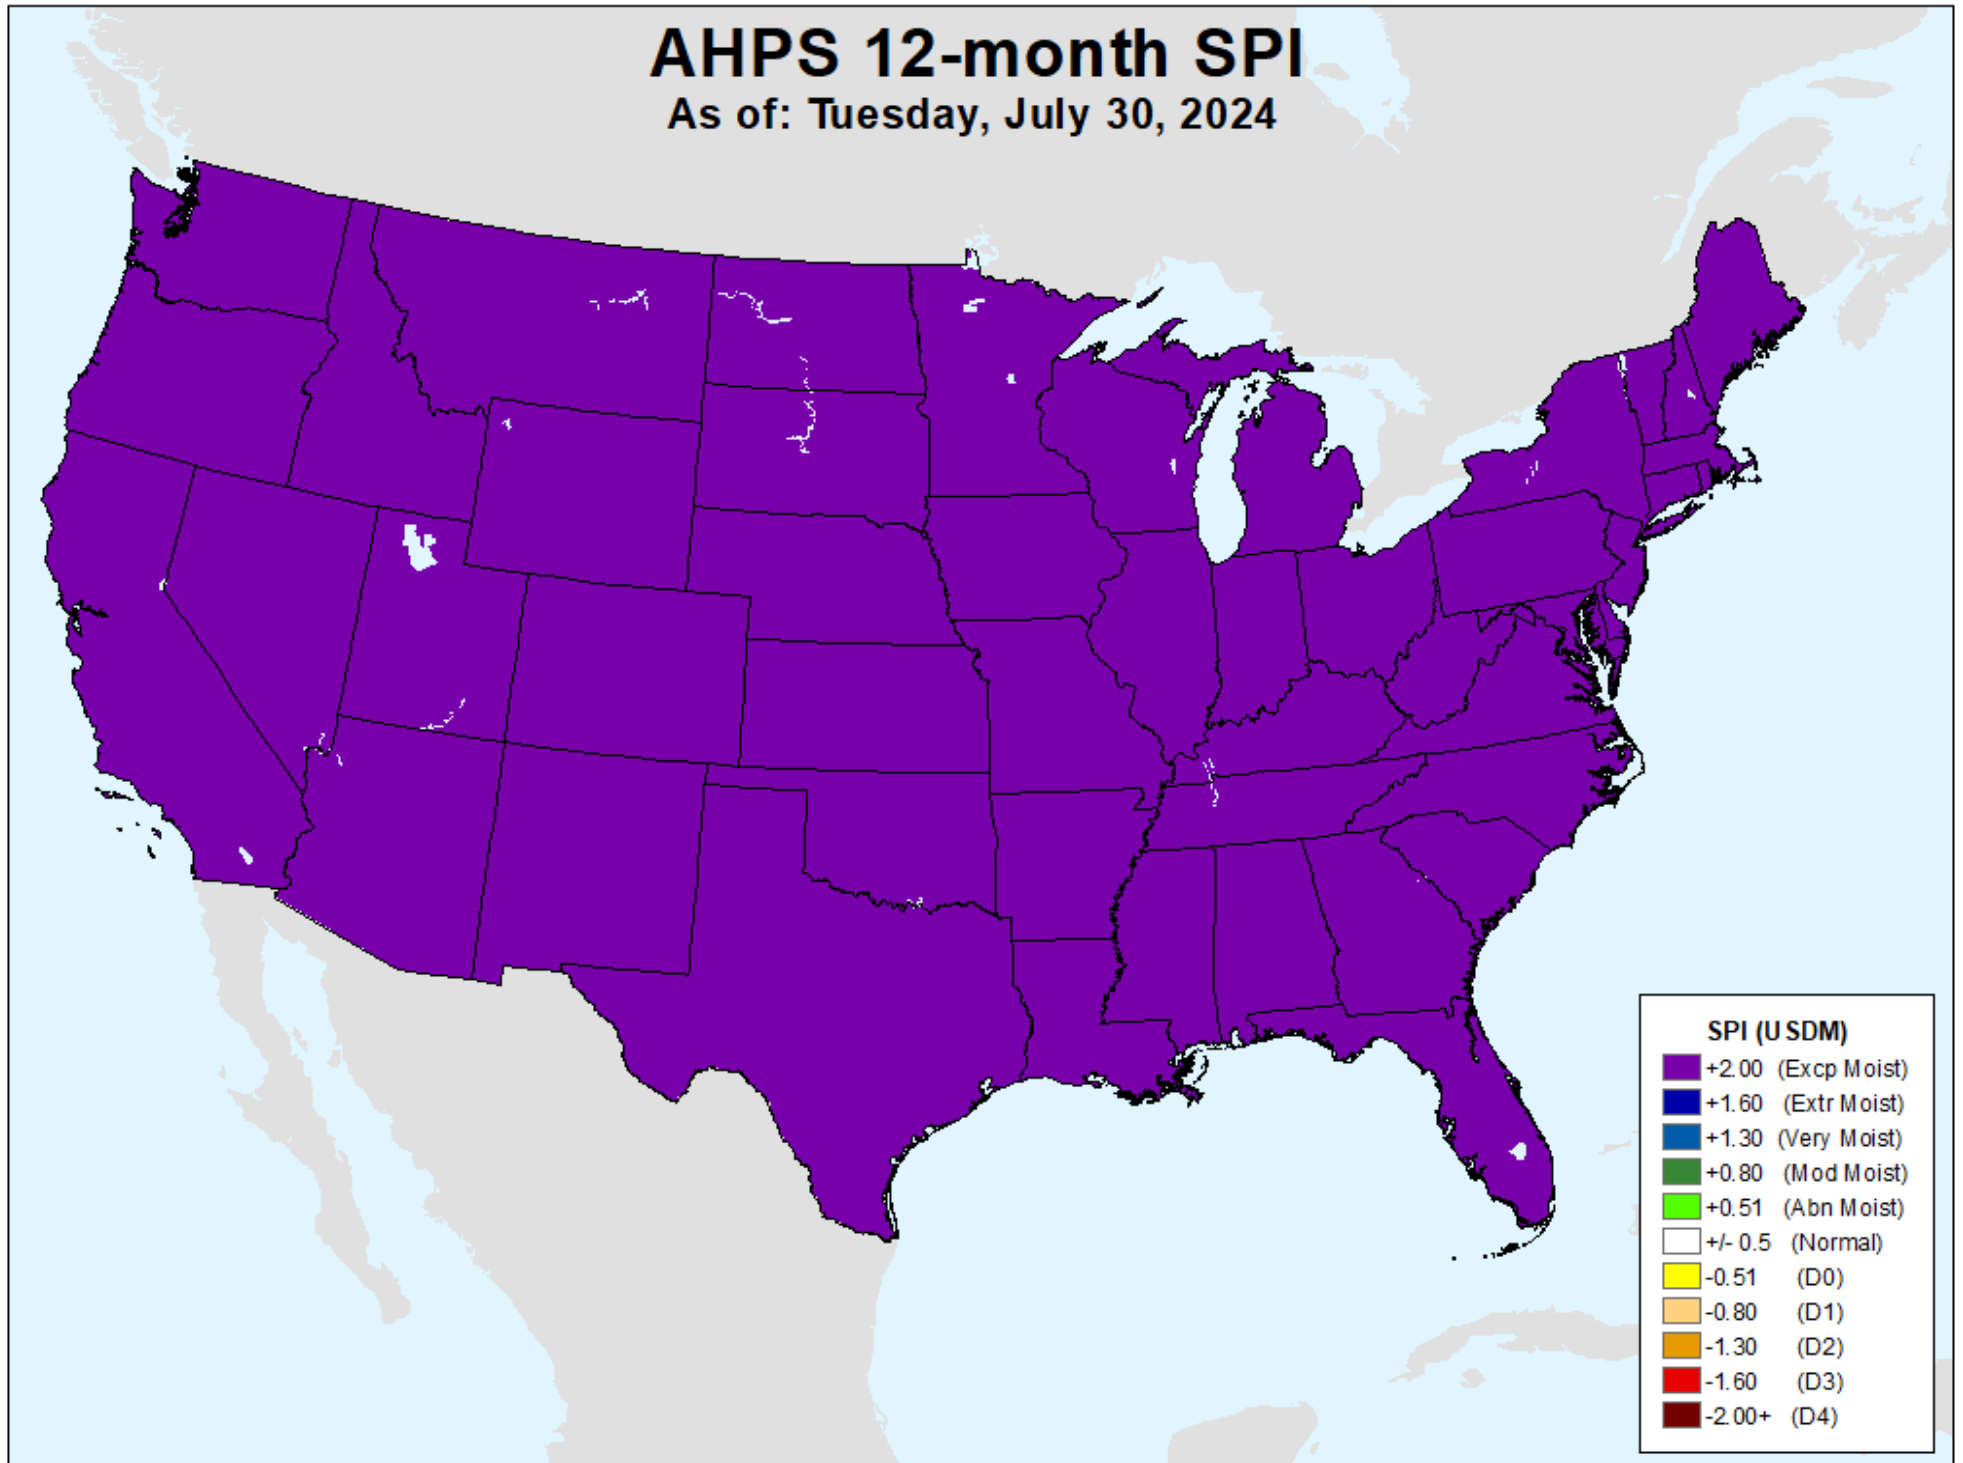 AHPS 12-month SPI
As of: Tuesday, July 30, 2024
SPI (USDM)
+2.00 (Excp Moist)
+1.60 (Extr Moist)
+1.30 (Very Moist)
+0.80 (Mod Moist)
+0.51 (Abn Moist)
+/- 0.5 (Normal)
-0.51 (D0)
-0.80 (D1)
-1.30 (D2)
-1.60 (D3)
-2.00+ (D4)